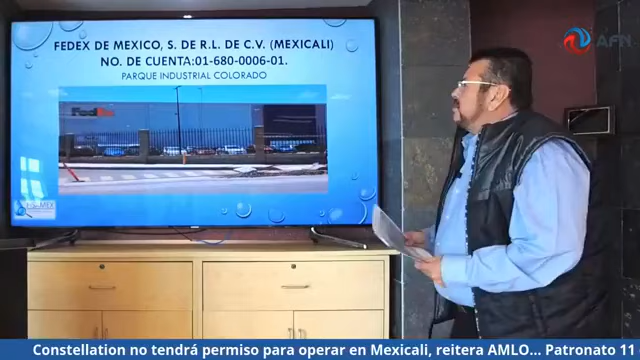 FEDEX DE MEXICO, S. DE R.L. DE C.V. (MEXICALI)
NO. DE CUENTA:01-680-0006-01.
PARQUE INDUSTRIAL COLORADO
FedEx
AFN
Constellation no tendrá permiso para operar en Mexicali, reitera AMLO... Patronato 11